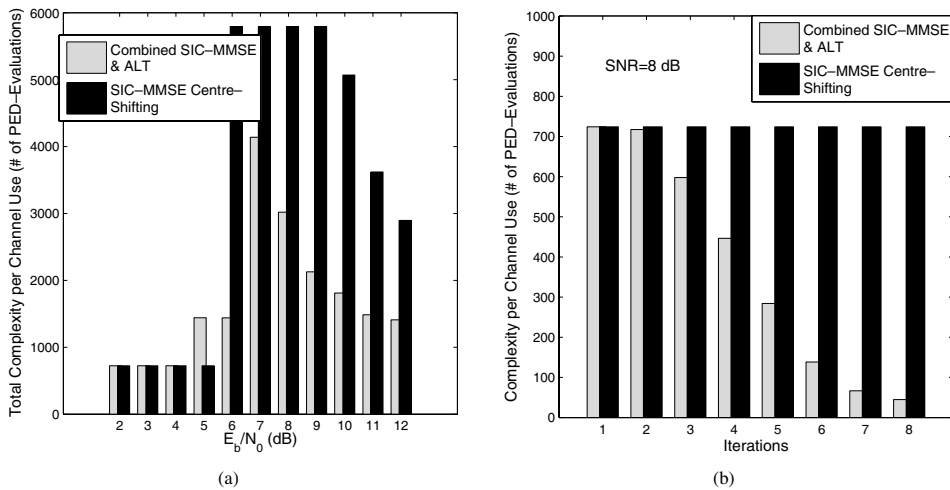 Total Complexity per Channel Use (# of PED–Evaluations)
6000
5000
4000
3000
2000
1000
0
Combined SIC–MMSE
& ALT
SIC–MMSE Centre–
Shifting
2 3 4 5 6 7 8 9 10 11 12
E_b/N_0 (dB)
(a)
Complexity per Channel Use (# of PED–Evaluations)
1000
900
800
700
600
500
400
300
200
100
0
SNR=8 dB
Combined SIC–MMSE
& ALT
SIC–MMSE Centre–
Shifting
1 2 3 4 5 6 7 8
Iterations
(b)